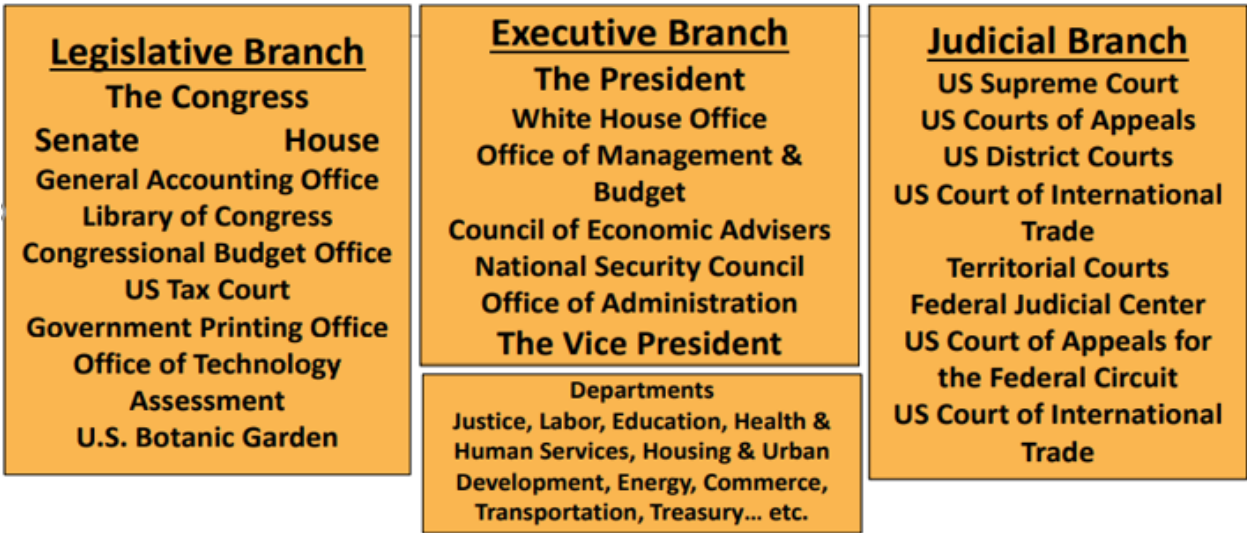 Legislative Branch
The Congress
Senate House
General Accounting Office
Library of Congress
Congressional Budget Office
US Tax Court
Government Printing Office
Office of Technology
Assessment
U.S. Botanic Garden
Executive Branch
The President
White House Office
Office of Management &
Budget
Council of Economic Advisers
National Security Council
Office of Administration
The Vice President
Departments
Justice, Labor, Education, Health &
Human Services, Housing & Urban
Development, Energy, Commerce,
Transportation, Treasury... etc.
Judicial Branch
US Supreme Court
US Courts of Appeals
US District Courts
US Court of International
Trade
Territorial Courts
Federal Judicial Center
US Court of Appeals for
the Federal Circuit
US Court of International
Trade